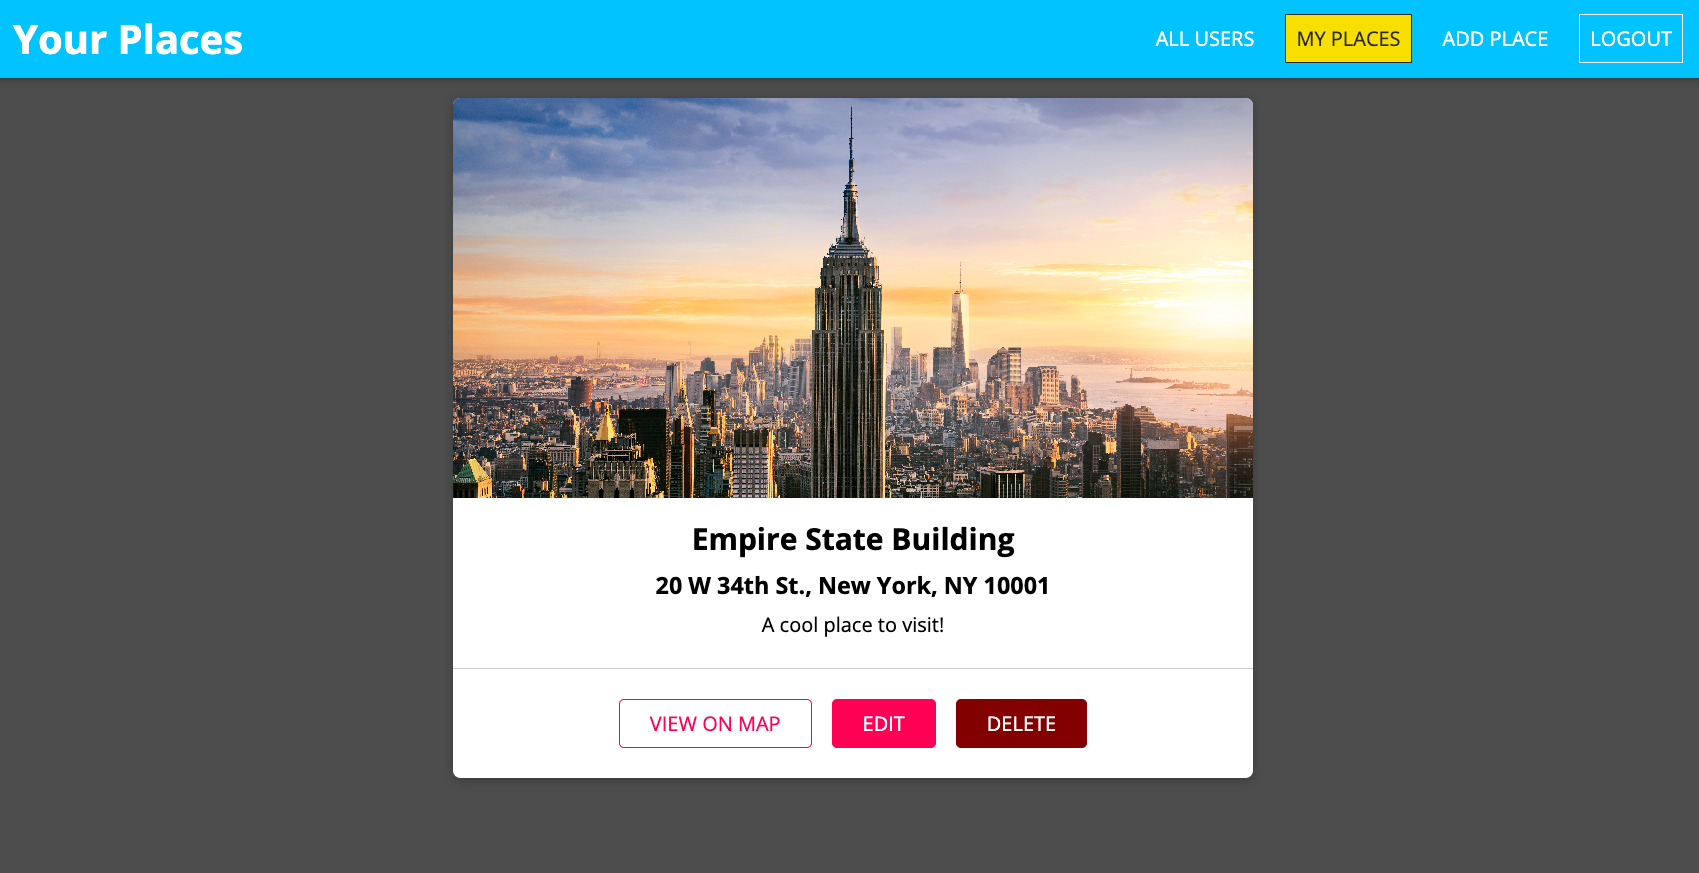 Your Places
ALL USERS
MY PLACES
ADD PLACE
LOGOUT
Empire State Building
20 W 34th St., New York, NY 10001
A cool place to visit!
VIEW ON MAP
EDIT
DELETE